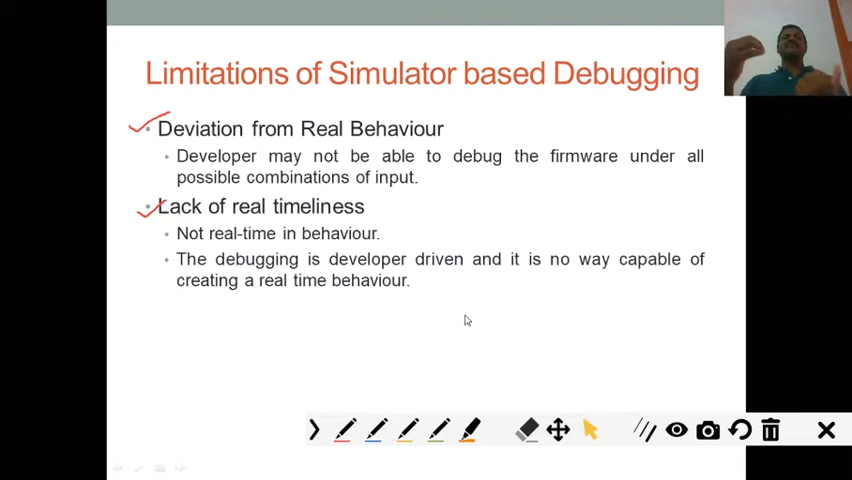 Limitations of Simulator based Debugging
• Deviation from Real Behaviour
• Developer may not be able to debug the firmware under all
possible combinations of input.
• Lack of real timeliness
• Not real-time in behaviour.
• The debugging is developer driven and it is no way capable of
creating a real time behaviour.